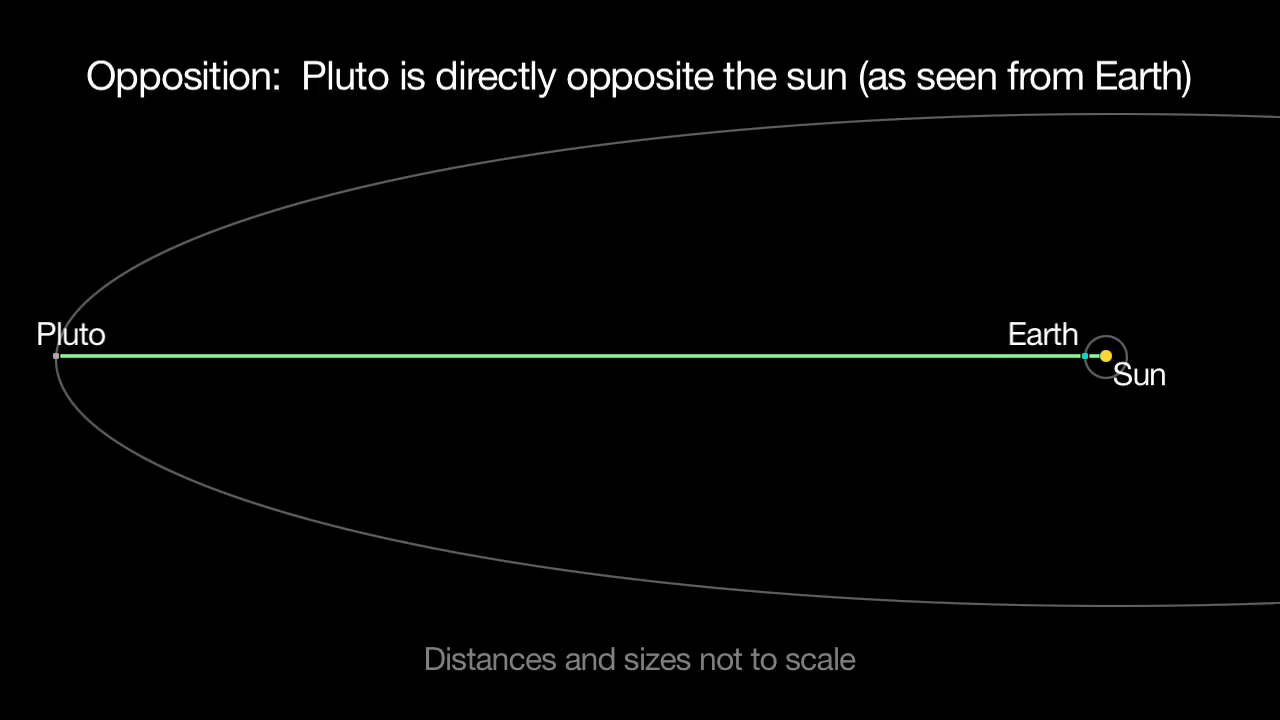 Opposition:  Pluto is directly opposite the sun (as seen from Earth)
Pluto
Earth
Sun
Distances and sizes not to scale